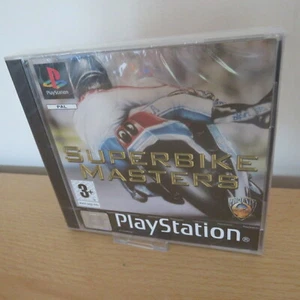 PlayStation
PAL
SUPERBIKE
MASTERS
3+
PlayStation®